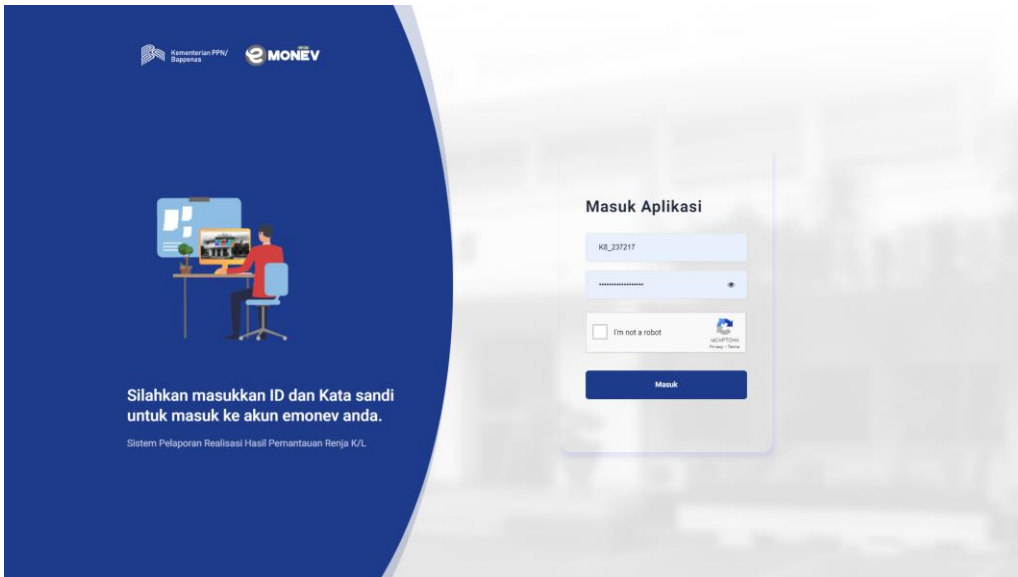 Kementerian PPN/
Bappenas
e MONEV
Masuk Aplikasi
K8_237217
I'm not a robot
reCAPTCHA
Privacy - Terms
Masuk
Silahkan masukkan ID dan Kata sandi
untuk masuk ke akun emonev anda.
Sistem Pelaporan Realisasi Hasil Pemantauan Renja K/L